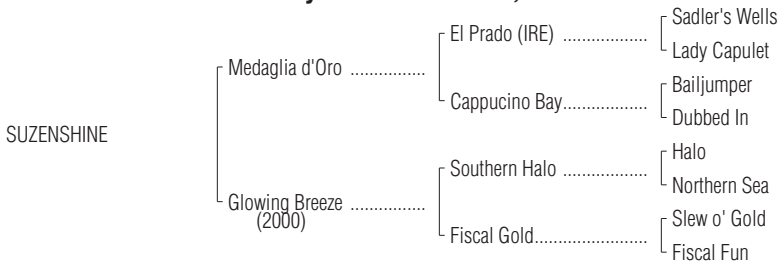 El Prado (IRE) ..................
Sadler's Wells
Lady Capulet
Medaglia d'Oro ................
Cappucino Bay..................
Bailjumper
Dubbed In
SUZENSHINE
Southern Halo ..................
Halo
Northern Sea
Glowing Breeze ................
(2000)
Fiscal Gold........................
Slew o' Gold
Fiscal Fun